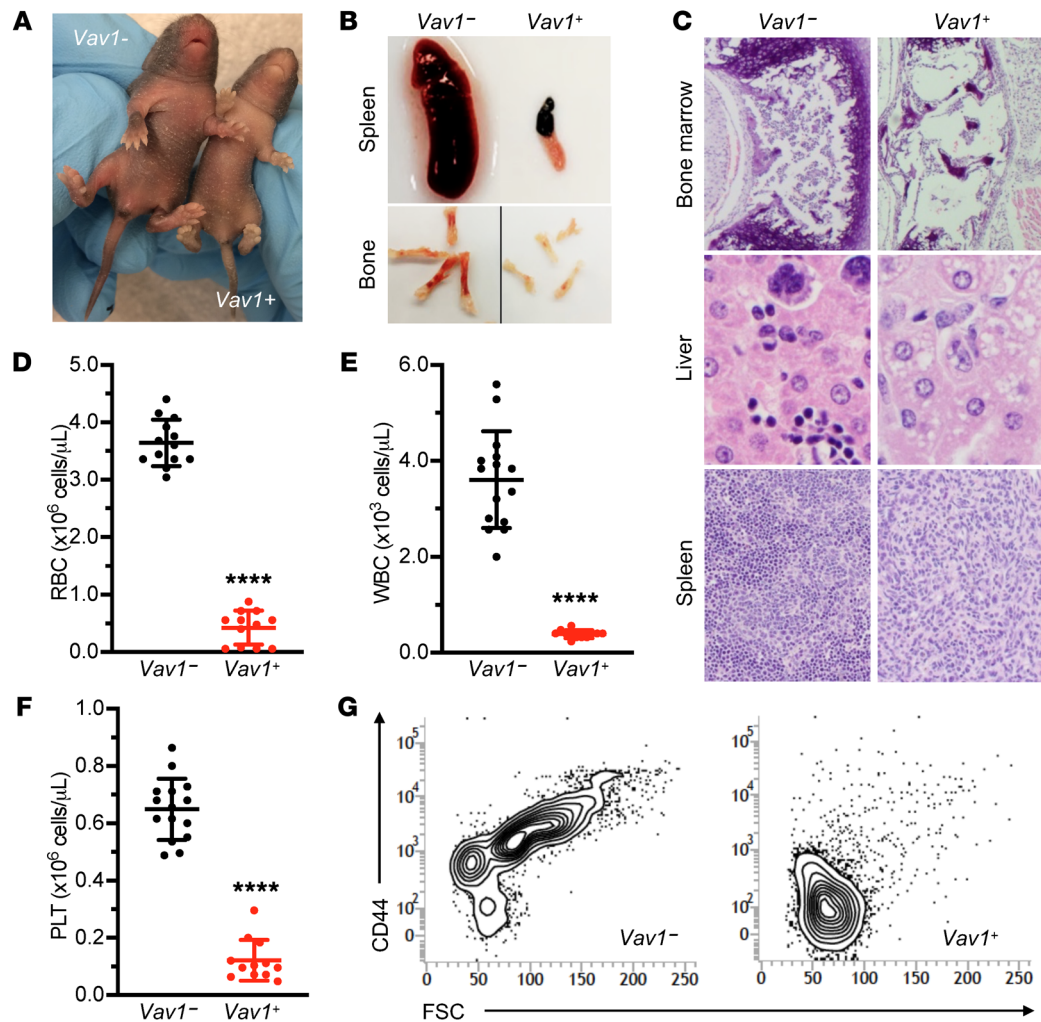 A
Vav1-
Vav1+
B
Vav1− Vav1+
Spleen
Bone
C
Vav1− Vav1+
Bone marrow
Liver
Spleen
D
RBC (x10⁶ cells/μL)
5.0
4.0
3.0
2.0
1.0
0.0
****
Vav1− Vav1+
E
WBC (x10³ cells/μL)
6.0
4.0
2.0
0.0
****
Vav1− Vav1+
F
PLT (x10⁶ cells/μL)
1.0
0.8
0.6
0.4
0.2
0.0
****
Vav1− Vav1+
G
CD44
10⁵
10⁴
10³
10²
0
0 50 100 150 200 250
Vav1−
10⁵
10⁴
10³
10²
0
0 50 100 150 200 250
Vav1+
FSC